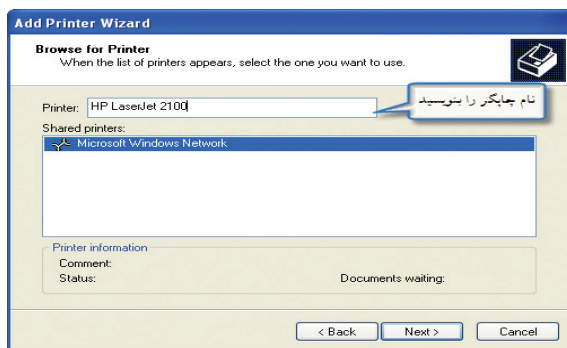 Add Printer Wizard
Browse for Printer
When the list of printers appears, select the one you want to use.
Printer: HP LaserJet 2100
نام چاپگر را بنویسید
Shared printers:
Microsoft Windows Network
Printer information
Comment:
Status: Documents waiting:
< Back Next > Cancel